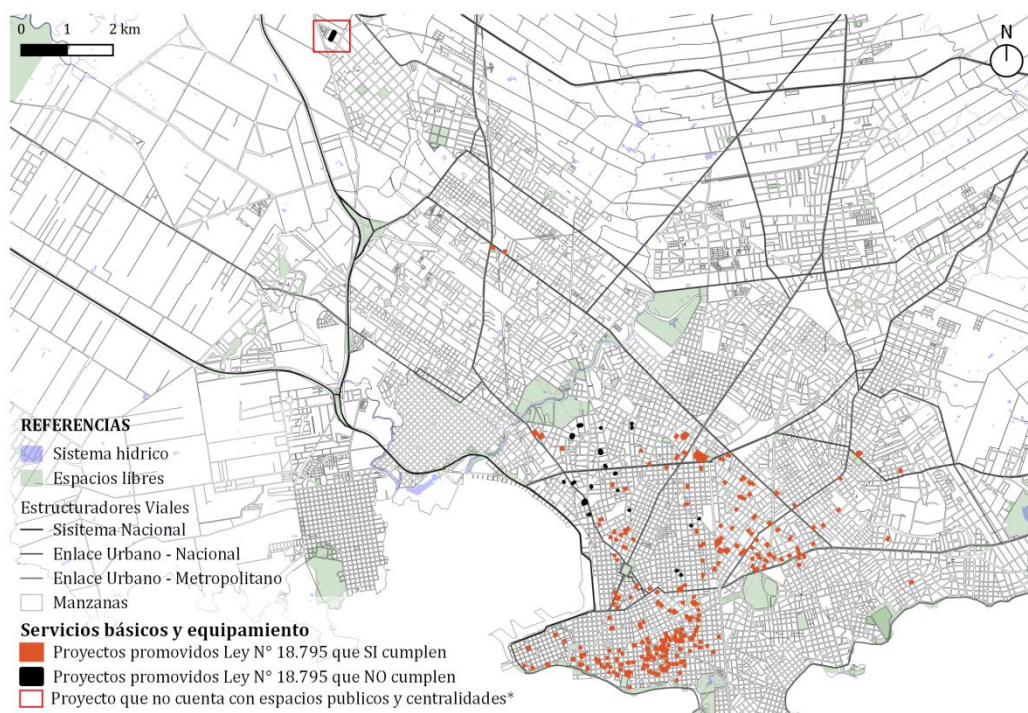 0 1 2 km
N
REFERENCIAS
Sistema hidrico
Espacios libres
Estructuradores Viales
Sisitema Nacional
Enlace Urbano - Nacional
Enlace Urbano - Metropolitano
Manzanas
Servicios básicos y equipamiento
Proyectos promovidos Ley N° 18.795 que SI cumplen
Proyectos promovidos Ley N° 18.795 que NO cumplen
Proyecto que no cuenta con espacios publicos y centralidades*